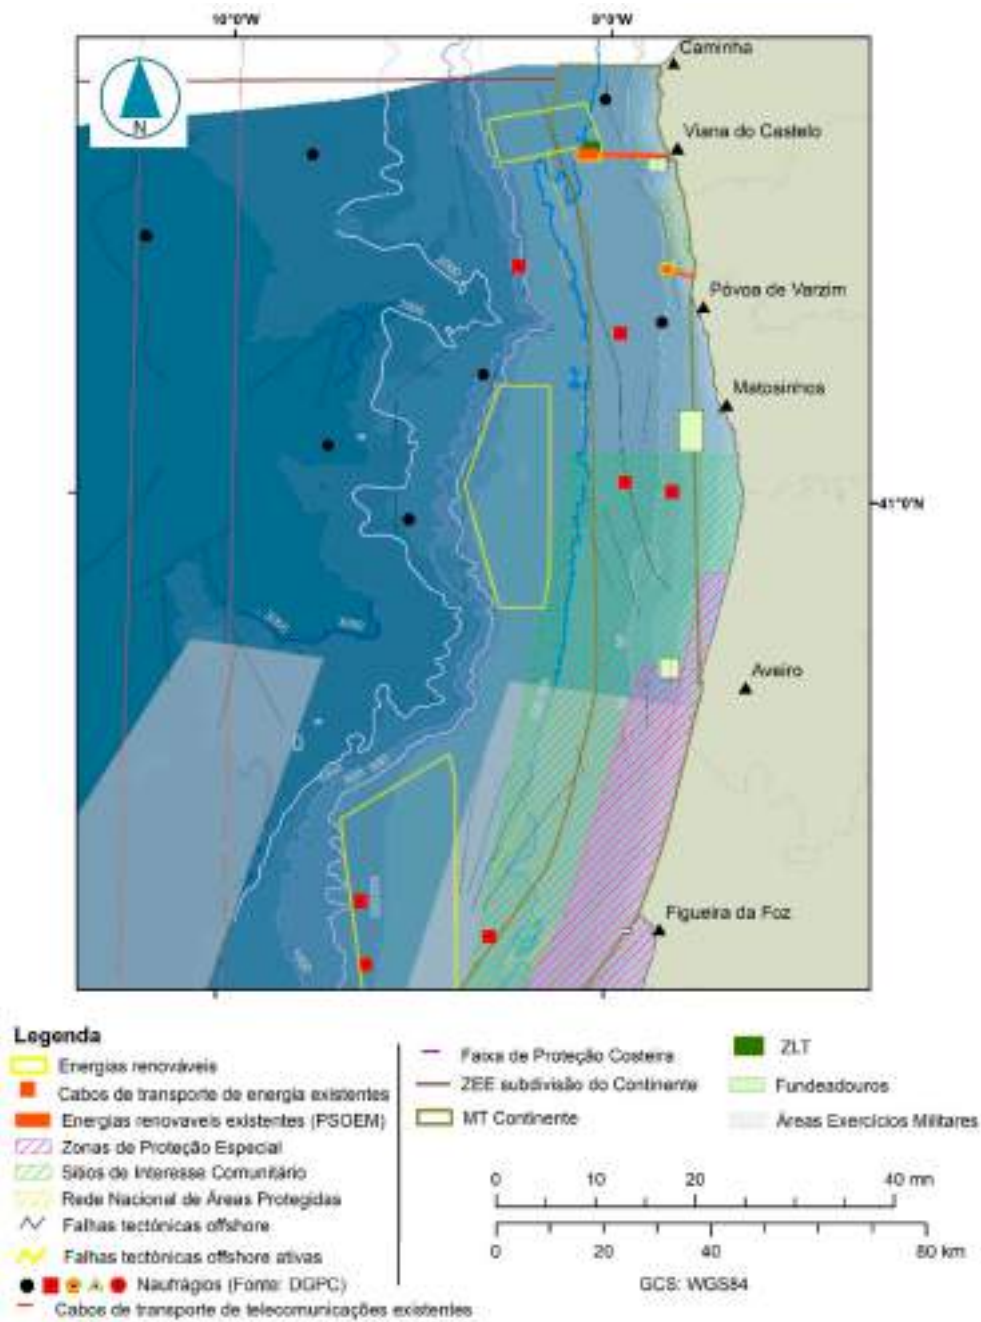 10°0'W 9°0'W
Caminha
N
Viana do Castelo
Póvoa de Varzim
Matosinhos
41°0'N
Aveiro
Figueira da Foz
Legenda
Energias renováveis
Cabos de transporte de energia existentes
Energias renovaveis existentes (PSOEM)
Zonas de Proteção Especial
Sítios de Interesse Comunitário
Rede Nacional de Áreas Protegidas
Falhas tectónicas offshore
Falhas tectónicas offshore ativas
Naufrágios (Fonte: DGPC)
Cabos de transporte de telecomunicações existentes
Faixa de Proteção Costeira
ZEE subdivisão do Continente
MT Continente
ZLT
Fundeadouros
Áreas Exercícios Militares
0 10 20 40 mn
0 20 40 80 km
GCS: WGS84